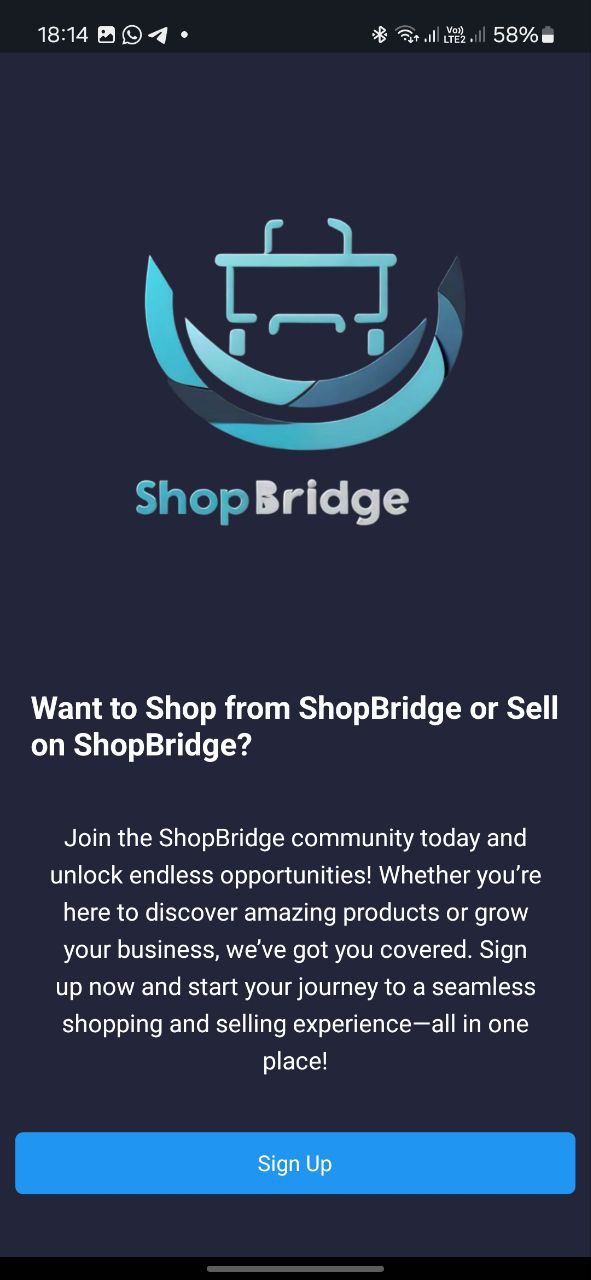 18:14 58%
Vo))
LTE2
ShopBridge
Want to Shop from ShopBridge or Sell
on ShopBridge?
Join the ShopBridge community today and
unlock endless opportunities! Whether you’re
here to discover amazing products or grow
your business, we’ve got you covered. Sign
up now and start your journey to a seamless
shopping and selling experience—all in one
place!
Sign Up